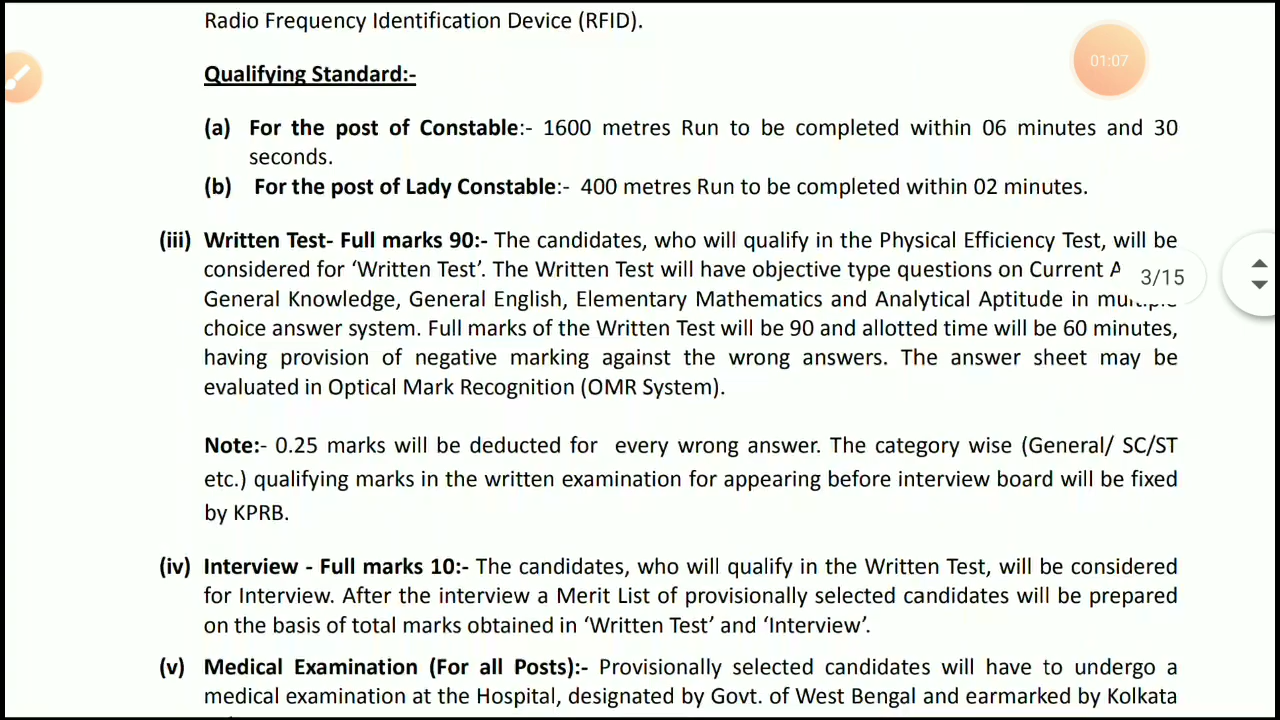 Radio Frequency Identification Device (RFID).
01:07
Qualifying Standard:-
(a) For the post of Constable:- 1600 metres Run to be completed within 06 minutes and 30
seconds.
(b) For the post of Lady Constable:- 400 metres Run to be completed within 02 minutes.
(iii) Written Test- Full marks 90:- The candidates, who will qualify in the Physical Efficiency Test, will be
considered for ‘Written Test’. The Written Test will have objective type questions on Current
3/15
General Knowledge, General English, Elementary Mathematics and Analytical Aptitude in multiple
choice answer system. Full marks of the Written Test will be 90 and allotted time will be 60 minutes,
having provision of negative marking against the wrong answers. The answer sheet may be
evaluated in Optical Mark Recognition (OMR System).
Note:- 0.25 marks will be deducted for every wrong answer. The category wise (General/ SC/ST
etc.) qualifying marks in the written examination for appearing before interview board will be fixed
by KPRB.
(iv) Interview - Full marks 10:- The candidates, who will qualify in the Written Test, will be considered
for Interview. After the interview a Merit List of provisionally selected candidates will be prepared
on the basis of total marks obtained in ‘Written Test’ and ‘Interview’.
(v) Medical Examination (For all Posts):- Provisionally selected candidates will have to undergo a
medical examination at the Hospital, designated by Govt. of West Bengal and earmarked by Kolkata